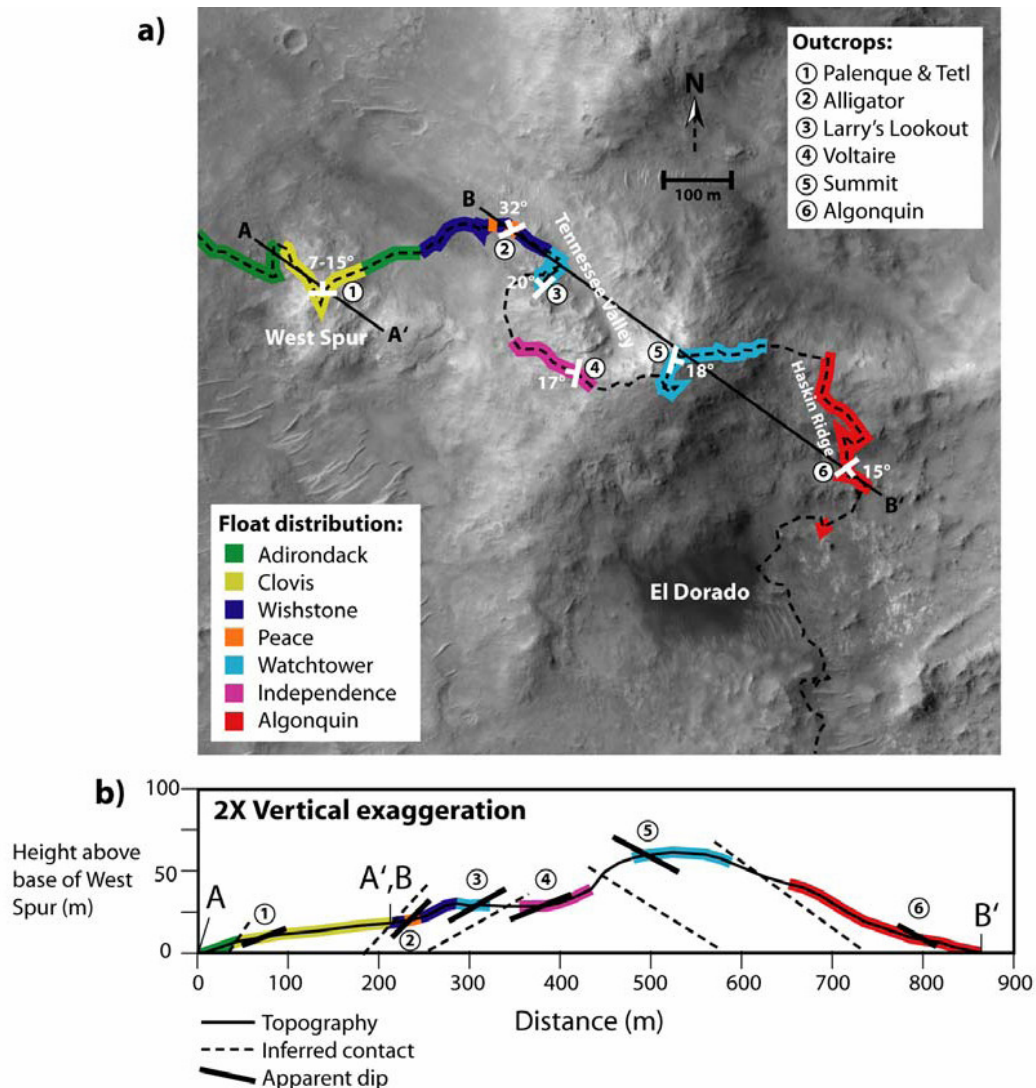 a)
Outcrops:
① Palenque & Tetl
② Alligator
③ Larry's Lookout
④ Voltaire
⑤ Summit
⑥ Algonquin
N
100 m
B
32°
A
②
Tennessee Valley
7-15°
①
20°
③
West Spur
A'
⑤
④
17°
18°
Haskin Ridge
⑥
15°
B'
Float distribution:
Adirondack
Clovis
Wishstone
Peace
Watchtower
Independence
Algonquin
El Dorado
b)
100
2X Vertical exaggeration
Height above
base of West
Spur (m)
50
0
A
①
A'
B
②
③
④
⑤
⑥
B'
0 100 200 300 400 500 600 700 800 900
Distance (m)
Topography
Inferred contact
Apparent dip